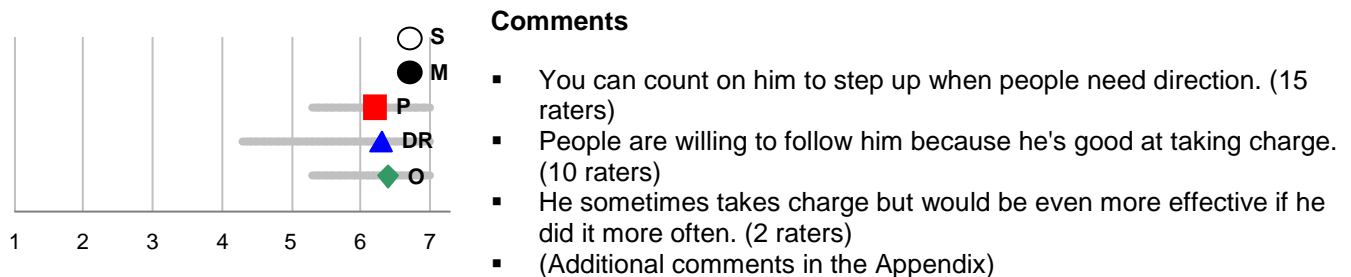 Comments
S
M
P
DR
O
1 2 3 4 5 6 7
▪ You can count on him to step up when people need direction. (15
raters)
▪ People are willing to follow him because he's good at taking charge.
(10 raters)
▪ He sometimes takes charge but would be even more effective if he
did it more often. (2 raters)
▪ (Additional comments in the Appendix)